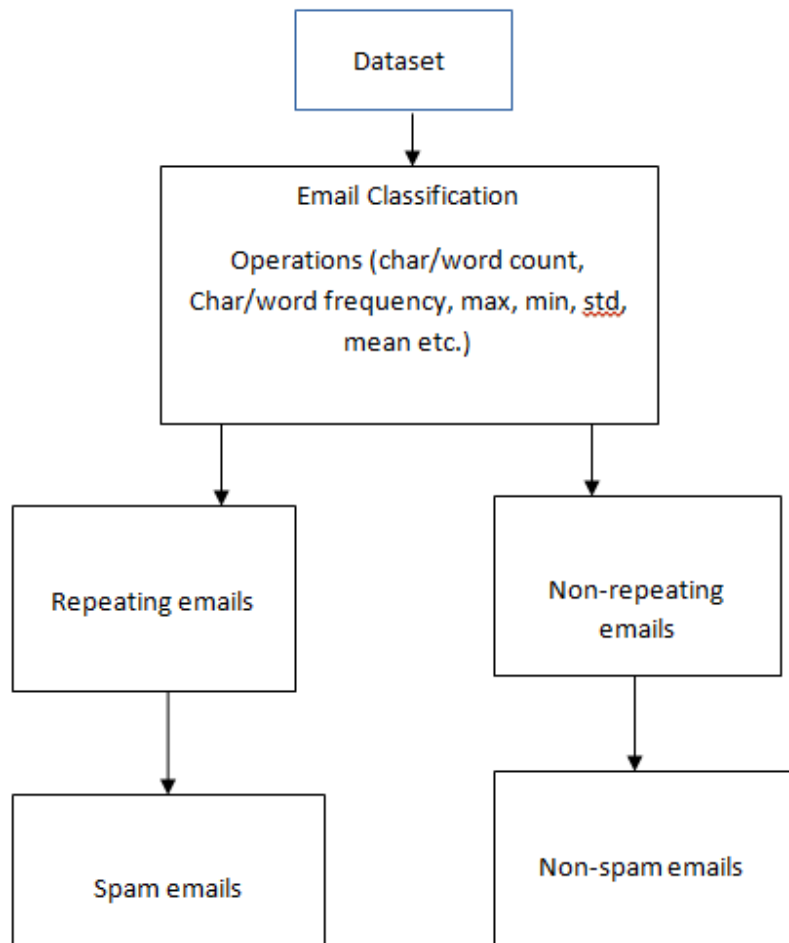 Dataset
Email Classification
Operations (char/word count,
Char/word frequency, max, min, std,
mean etc.)
Repeating emails
Non-repeating
emails
Spam emails
Non-spam emails